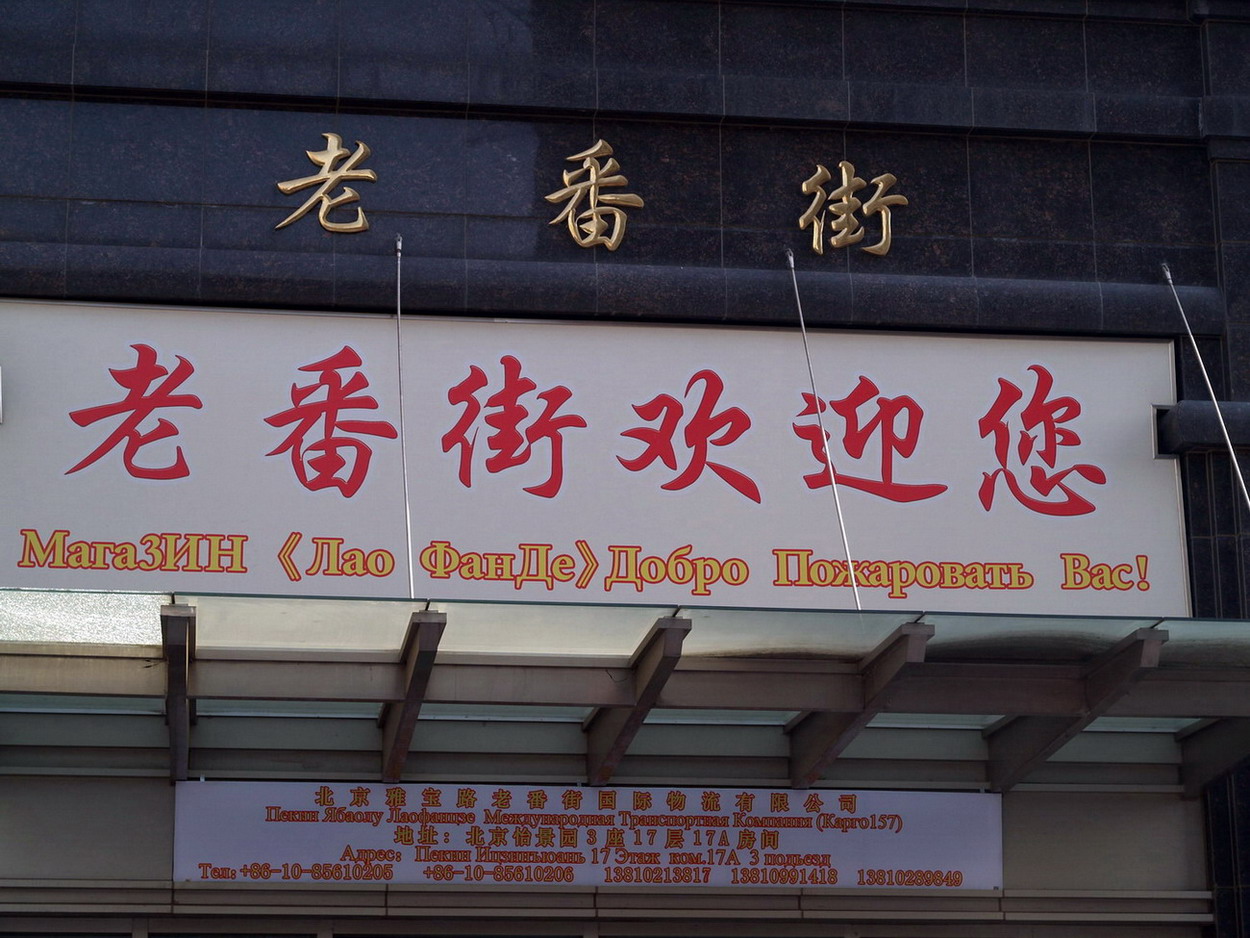 老番街
老番街欢迎您
МагаЗИН 《Лао ФанДе》Добро Пожаровать Вас!
北京雅宝路老番街国际物流有限公司
Пекин Ябаолу Лаофанцзе Международная Транспортная Компания (Карго157)
地址：北京怡景园3座17层17A房间
Адрес: Пекин Ицзинъюань 17 Этаж ком.17А 3 подьезд
Тел:+86-10-85610205 +86-10-85610206 13810213817 13810991418 13810289849